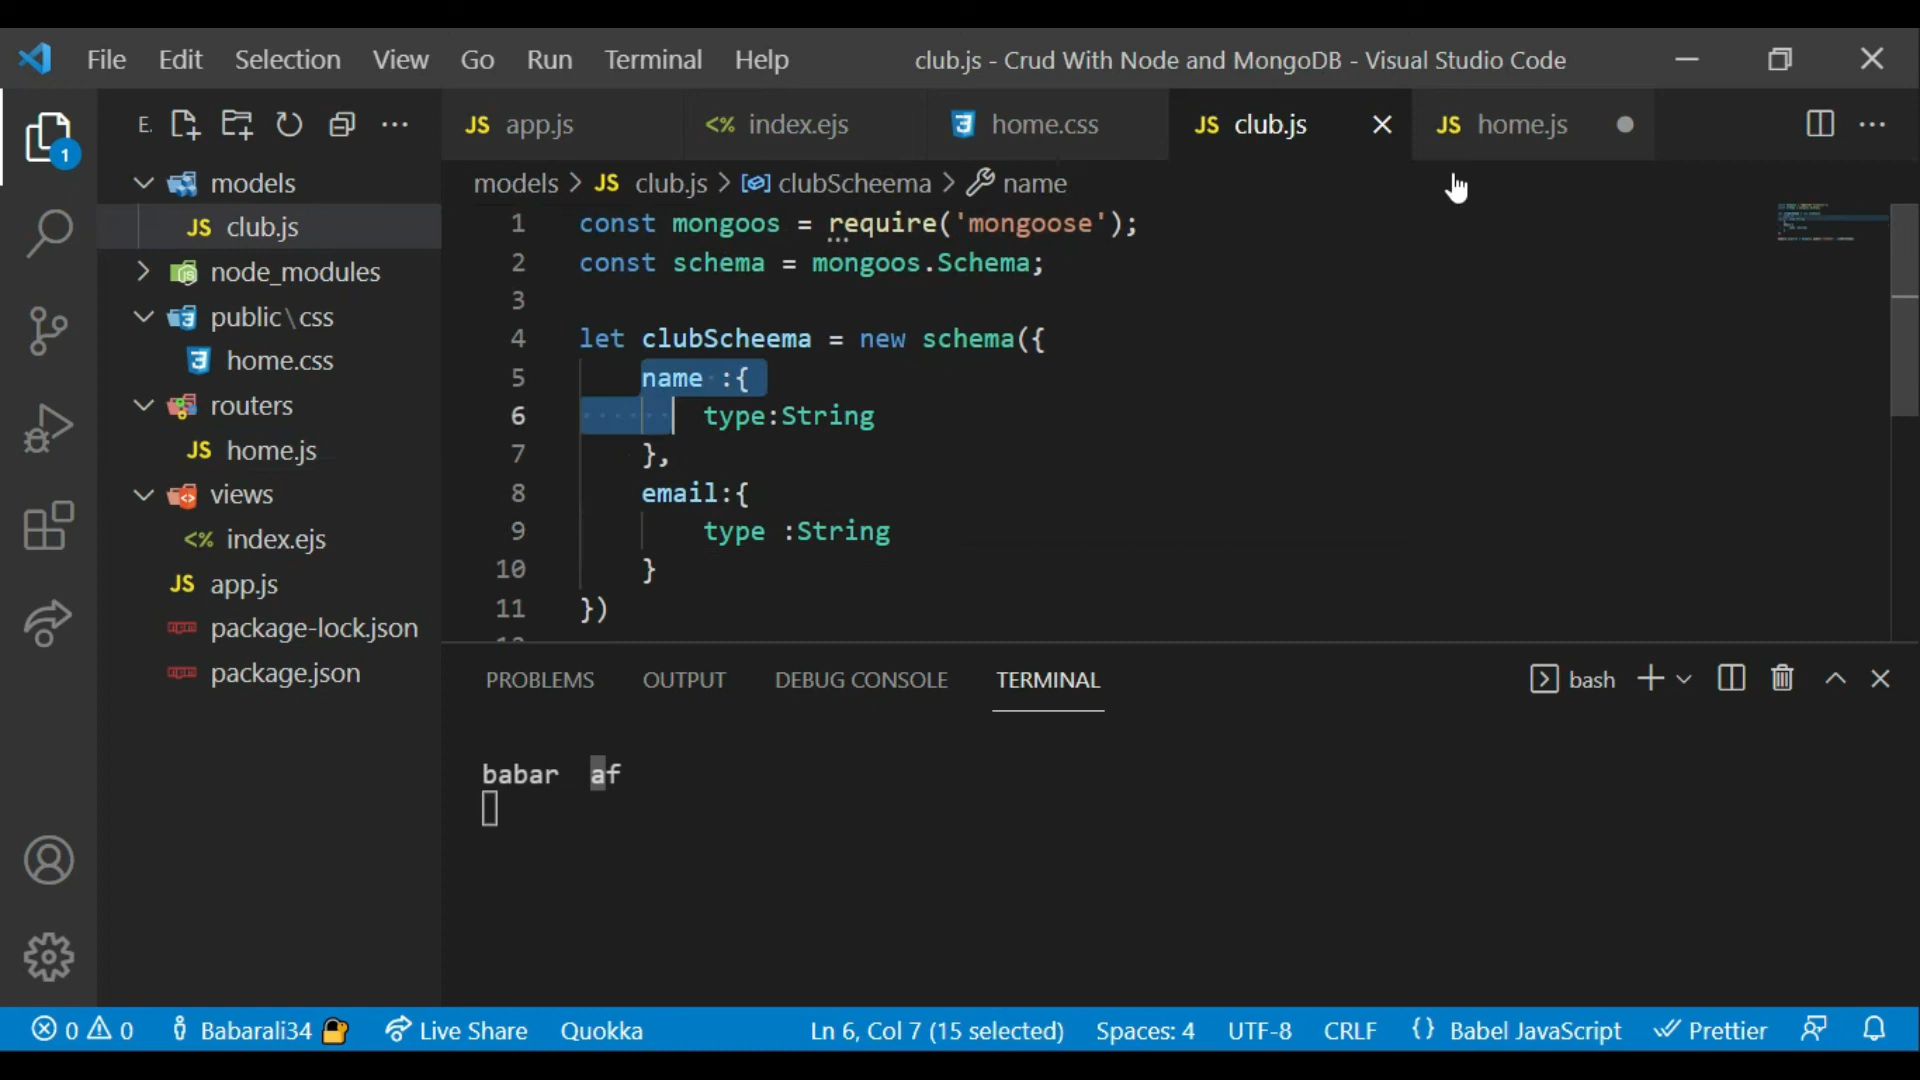 File Edit Selection View Go Run Terminal Help club.js - Crud With Node and MongoDB - Visual Studio Code
E. ...
JS app.js <% index.ejs home.css JS club.js JS home.js
models > JS club.js > clubScheema > name
1
models
JS club.js
node_modules
public\css
home.css
routers
JS home.js
views
<% index.ejs
JS app.js
package-lock.json
package.json
1 const mongoos = require('mongoose');
2 const schema = mongoos.Schema;
3
4 let clubScheema = new schema({
5 name :{
6 type:String
7 },
8 email:{
9 type :String
10 }
11 })
PROBLEMS OUTPUT DEBUG CONSOLE TERMINAL bash
babar af
0 0 Babarali34 Live Share Quokka Ln 6, Col 7 (15 selected) Spaces: 4 UTF-8 CRLF {} Babel JavaScript Prettier